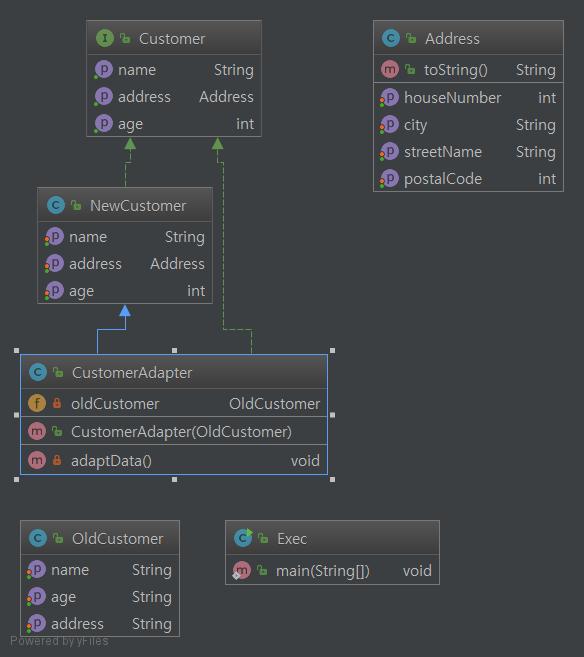 Customer
name String
address Address
age int
Address
toString() String
houseNumber int
city String
streetName String
postalCode int
NewCustomer
name String
address Address
age int
CustomerAdapter
oldCustomer OldCustomer
CustomerAdapter(OldCustomer)
adaptData() void
OldCustomer
name String
age String
address String
Exec
main(String[]) void
Powered by yFiles